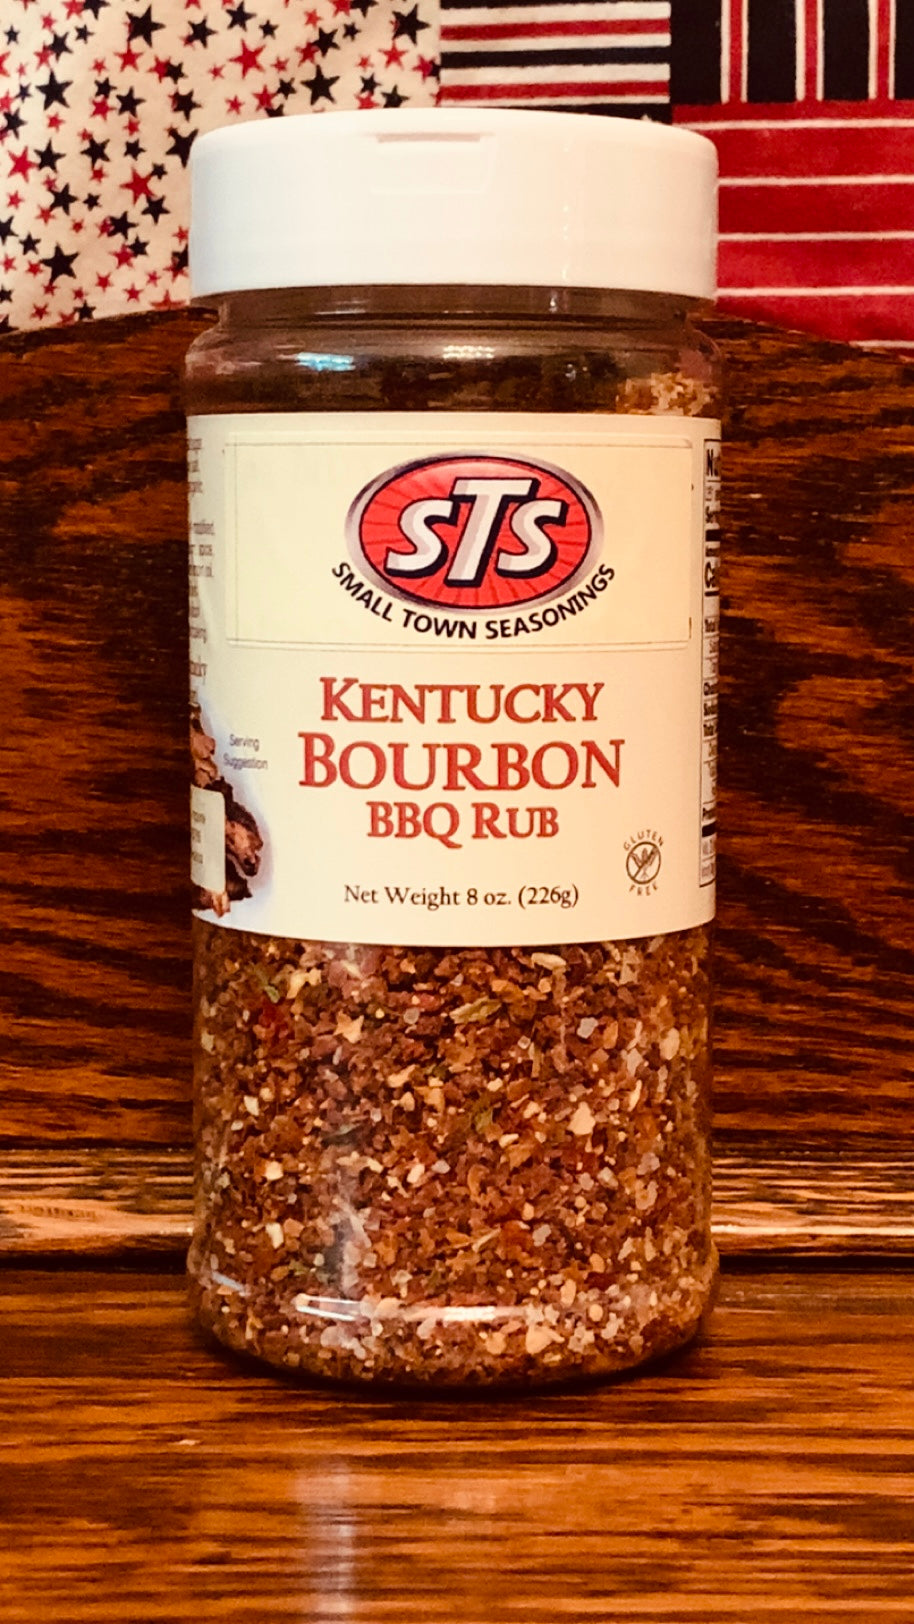 STS
SMALL TOWN SEASONINGS
KENTUCKY
BOURBON
BBQ RUB
Serving
Suggestion
GLUTEN
FREE
Net Weight 8 oz. (226g)